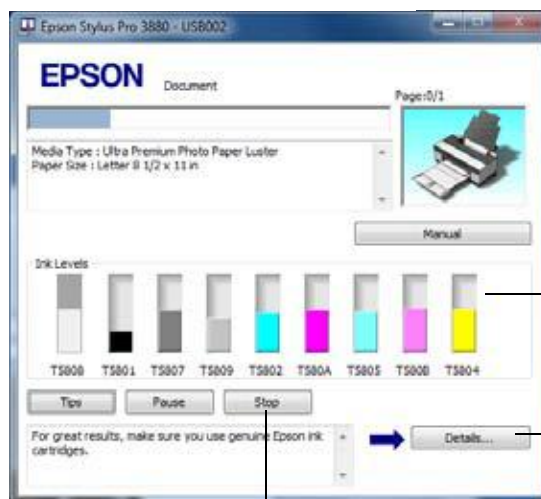 Epson Stylus Pro 3880 - USB002
EPSON
Document
Page:0/1
Media Type : Ultra Premium Photo Paper Luster
Paper Size : Letter 8 1/2 x 11 in
Manual
Ink Levels
T5808 T5801 T5807 T5809 T5802 T580A T5805 T580B T5804
Tips Pause Stop
For great results, make sure you use genuine Epson ink
cartridges.
Details...